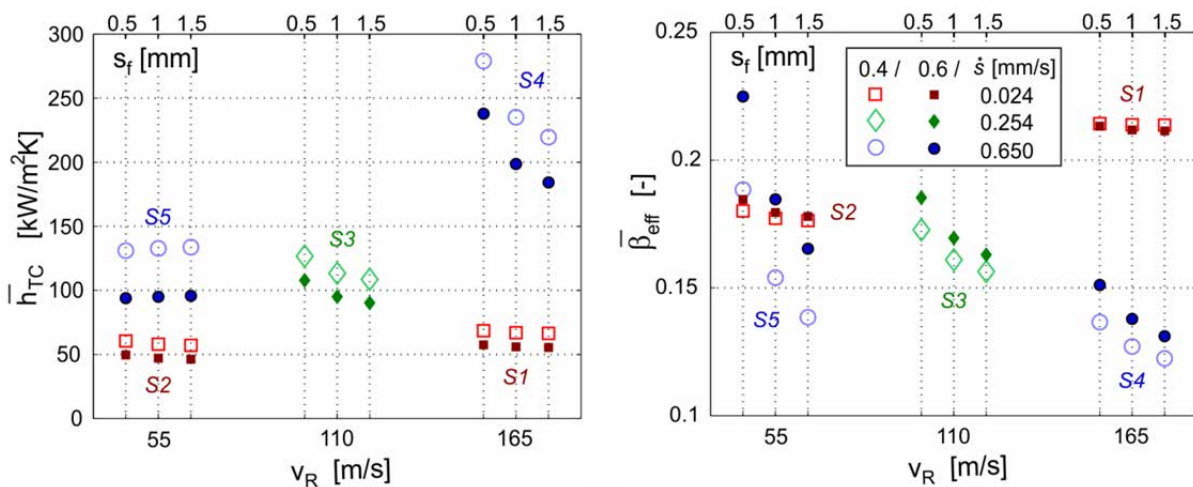 0.5 1 1.5 0.5 1 1.5 0.5 1 1.5
300
250
200
150
100
50
0
s_f [mm]
S4
S5
S3
S2
S1
h̅_TC [kW/m²K]
55 110 165
v_R [m/s]
0.5 1 1.5 0.5 1 1.5 0.5 1 1.5
0.25
0.2
0.15
0.1
s_f [mm]
0.4 / 0.6 / ṡ [mm/s]
0.024
0.254
0.650
S1
S2
S3
S5
S4
β̅_eff [-]
55 110 165
v_R [m/s]